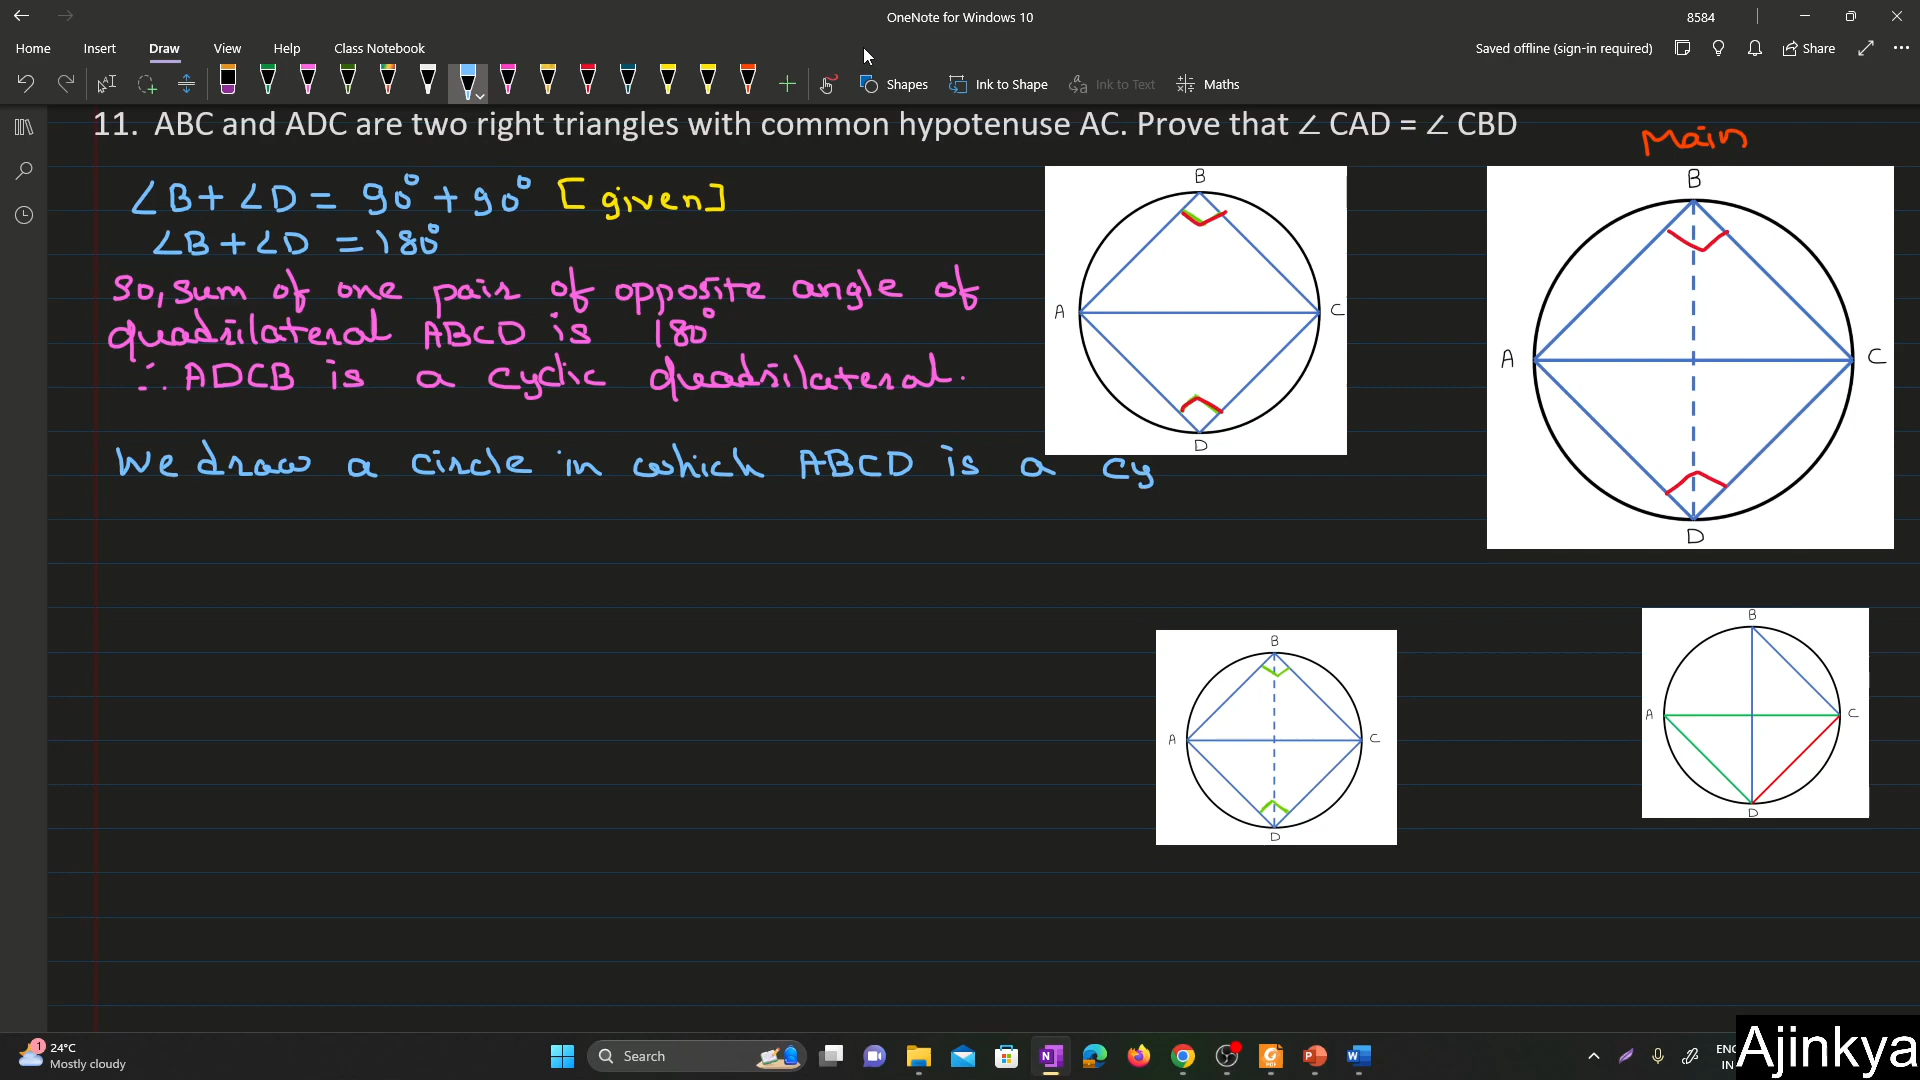 OneNote for Windows 10
8584
Home Insert Draw View Help Class Notebook
Saved offline (sign-in required)
Share
Shapes
Ink to Shape
Ink to Text
Maths
11. ABC and ADC are two right triangles with common hypotenuse AC. Prove that ∠ CAD = ∠ CBD
Main
∠B + ∠D = 90° + 90° [given]
∠B + ∠D = 180°
So, sum of one pair of opposite angle of
quadrilateral ABCD is 180°
∴ ADCB is a cyclic quadrilateral.
We draw a circle in which ABCD is a cy
B
A
C
D
B
A
C
D
B
A
C
D
B
A
C
D
1
24°C
Mostly cloudy
Search
ENG
IN
Ajinkya